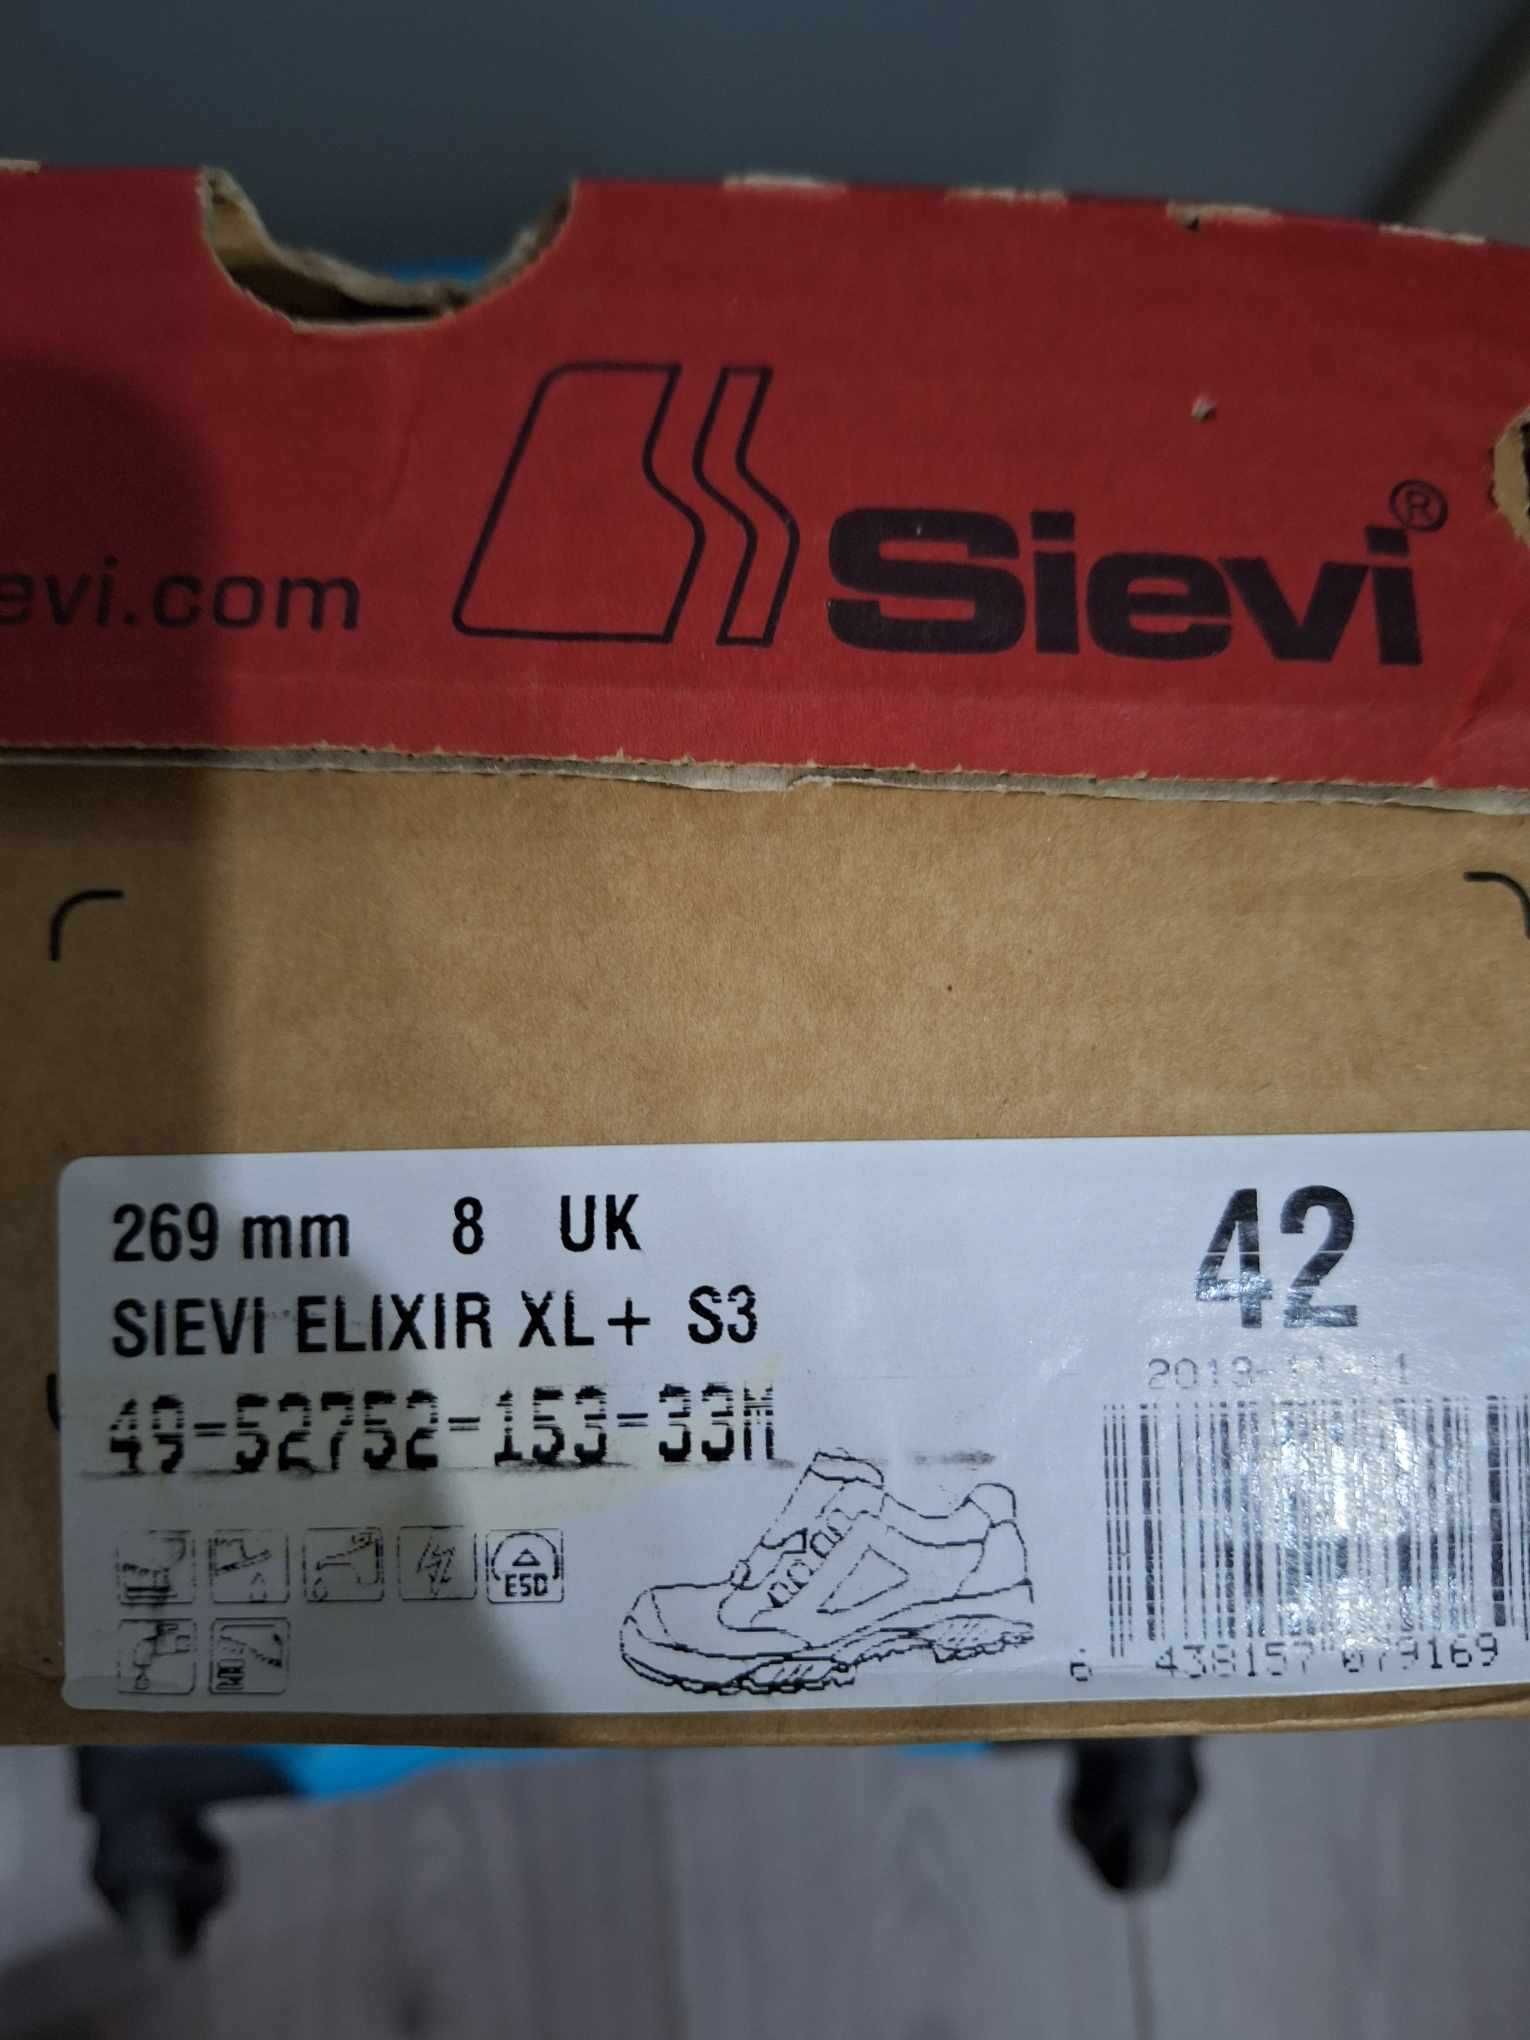 evi.com
Sievi®
269 mm 8 UK
42
SIEVI ELIXIR XL+ S3
49-52752-153-33M
ESD
6 438157 079169